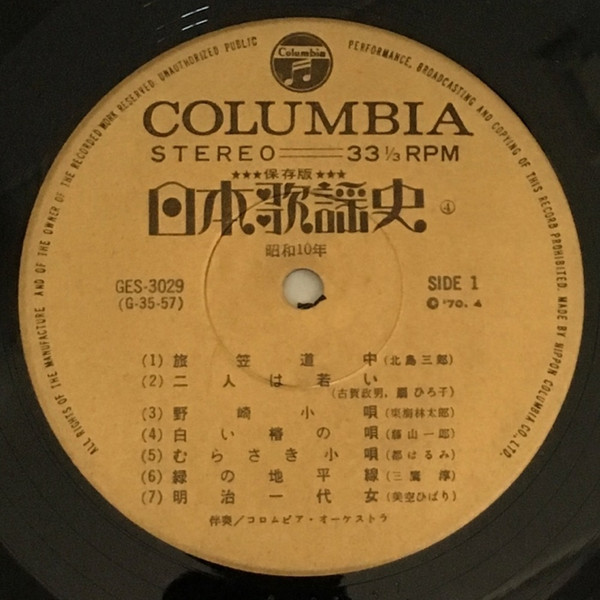 ALL RIGHTS OF THE MANUFACTURE AND OF THE OWNER OF THE RECORDED WORK RESERVED. UNAUTHORIZED PUBLIC PERFORMANCE, BROADCASTING AND COPYING OF THIS RECORD PROHIBITED. MADE BY NIPPON COLUMBIA CO., LTD.
Columbia
COLUMBIA
STEREO 33⅓ RPM
★★★保存版★★★
日本歌謡史 ④
昭和10年
GES-3029 SIDE 1
(G-35-57) © '70. 4
(1) 旅笠道中 (北島三郎)
(2) 二人は若い
(古賀政男, 扇ひろ子)
(3) 野崎小唄 (東海林太郎)
(4) 白い椿の唄 (藤山一郎)
(5) むらさき小唄 (都はるみ)
(6) 緑の地平線 (三鷹淳)
(7) 明治一代女 (美空ひばり)
伴奏/コロムビア・オーケストラ